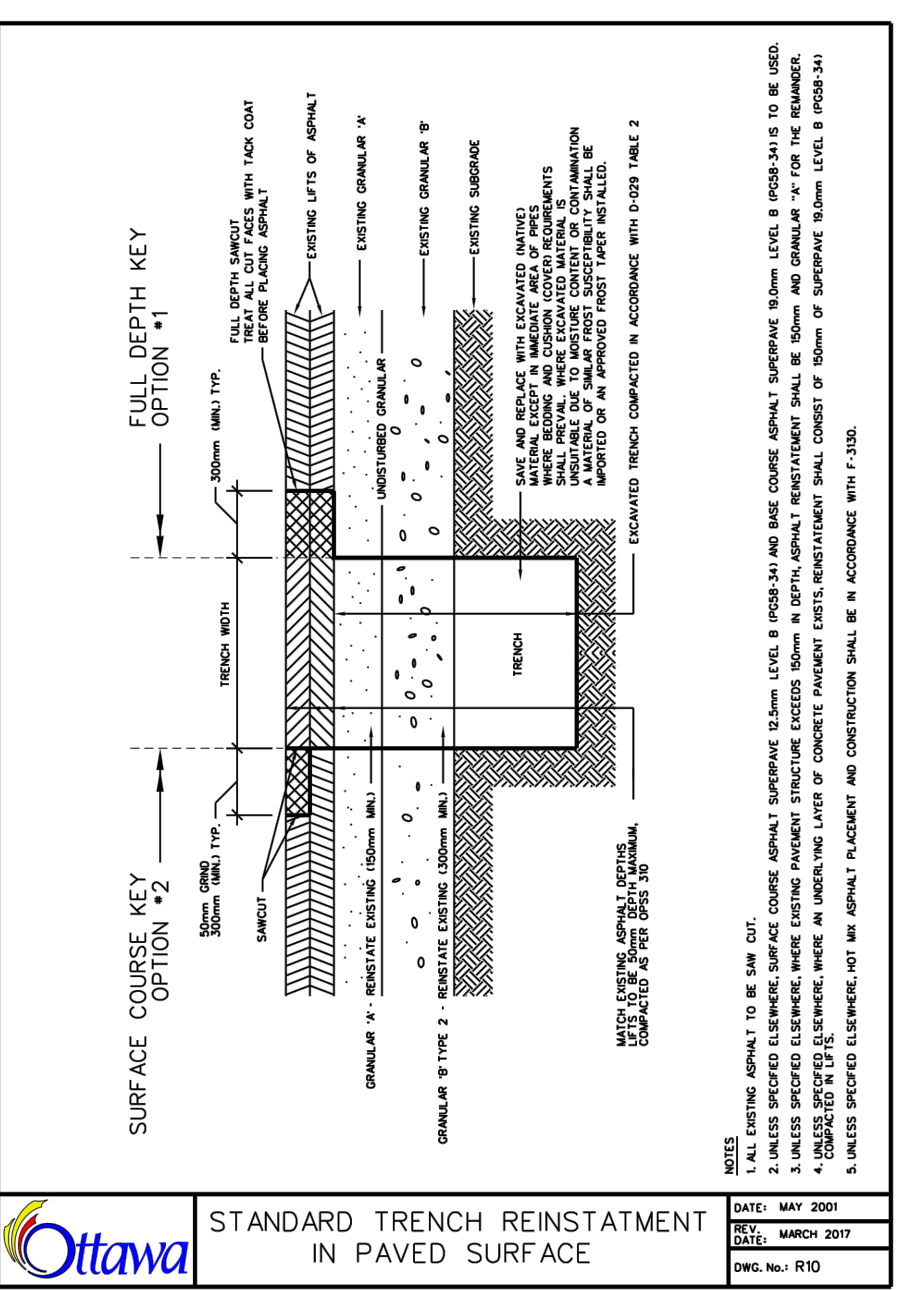 SURFACE COURSE KEY
OPTION #2
FULL DEPTH KEY
OPTION #1
50mm GRIND
300mm (MIN.) TYP.
SAWCUT
TRENCH WIDTH
300mm (MIN.) TYP.
FULL DEPTH SAWCUT
TREAT ALL CUT FACES WITH TACK COAT
BEFORE PLACING ASPHALT
EXISTING LIFTS OF ASPHALT
EXISTING GRANULAR 'A'
UNDISTURBED GRANULAR
EXISTING GRANULAR 'B'
EXISTING SUBGRADE
GRANULAR 'A' - REINSTATE EXISTING (150mm MIN.)
GRANULAR 'B' TYPE 2 - REINSTATE EXISTING (300mm MIN.)
TRENCH
SAVE AND REPLACE WITH EXCAVATED (NATIVE)
MATERIAL EXCEPT IN IMMEDIATE AREA OF PIPES
WHERE BEDDING AND CUSHION (COVER) REQUIREMENTS
SHALL PREVAIL. WHERE EXCAVATED MATERIAL IS
UNSUITABLE DUE TO MOISTURE CONTENT OR CONTAMINATION
A MATERIAL OF SIMILAR FROST SUSCEPTIBILITY SHALL BE
IMPORTED OR AN APPROVED FROST TAPER INSTALLED.
MATCH EXISTING ASPHALT DEPTHS
LIFTS TO BE 50mm DEPTH MAXIMUM,
COMPACTED AS PER OPSS 310
EXCAVATED TRENCH COMPACTED IN ACCORDANCE WITH D-029 TABLE 2
NOTES
1. ALL EXISTING ASPHALT TO BE SAW CUT.
2. UNLESS SPECIFIED ELSEWHERE, SURFACE COURSE ASPHALT SUPERPAVE 12.5mm LEVEL B (PG58-34) AND BASE COURSE ASPHALT SUPERPAVE 19.0mm LEVEL B (PG58-34) IS TO BE USED.
3. UNLESS SPECIFIED ELSEWHERE, WHERE EXISTING PAVEMENT STRUCTURE EXCEEDS 150mm IN DEPTH, ASPHALT REINSTATEMENT SHALL BE 150mm AND GRANULAR "A" FOR THE REMAINDER.
4. UNLESS SPECIFIED ELSEWHERE, WHERE AN UNDERLYING LAYER OF CONCRETE PAVEMENT EXISTS, REINSTATEMENT SHALL CONSIST OF 150mm OF SUPERPAVE 19.0mm LEVEL B (PG58-34)
COMPACTED IN LIFTS.
5. UNLESS SPECIFIED ELSEWHERE, HOT MIX ASPHALT PLACEMENT AND CONSTRUCTION SHALL BE IN ACCORDANCE WITH F-3130.
Ottawa
STANDARD TRENCH REINSTATMENT
IN PAVED SURFACE
DATE: MAY 2001
REV. DATE: MARCH 2017
DWG. No.: R10